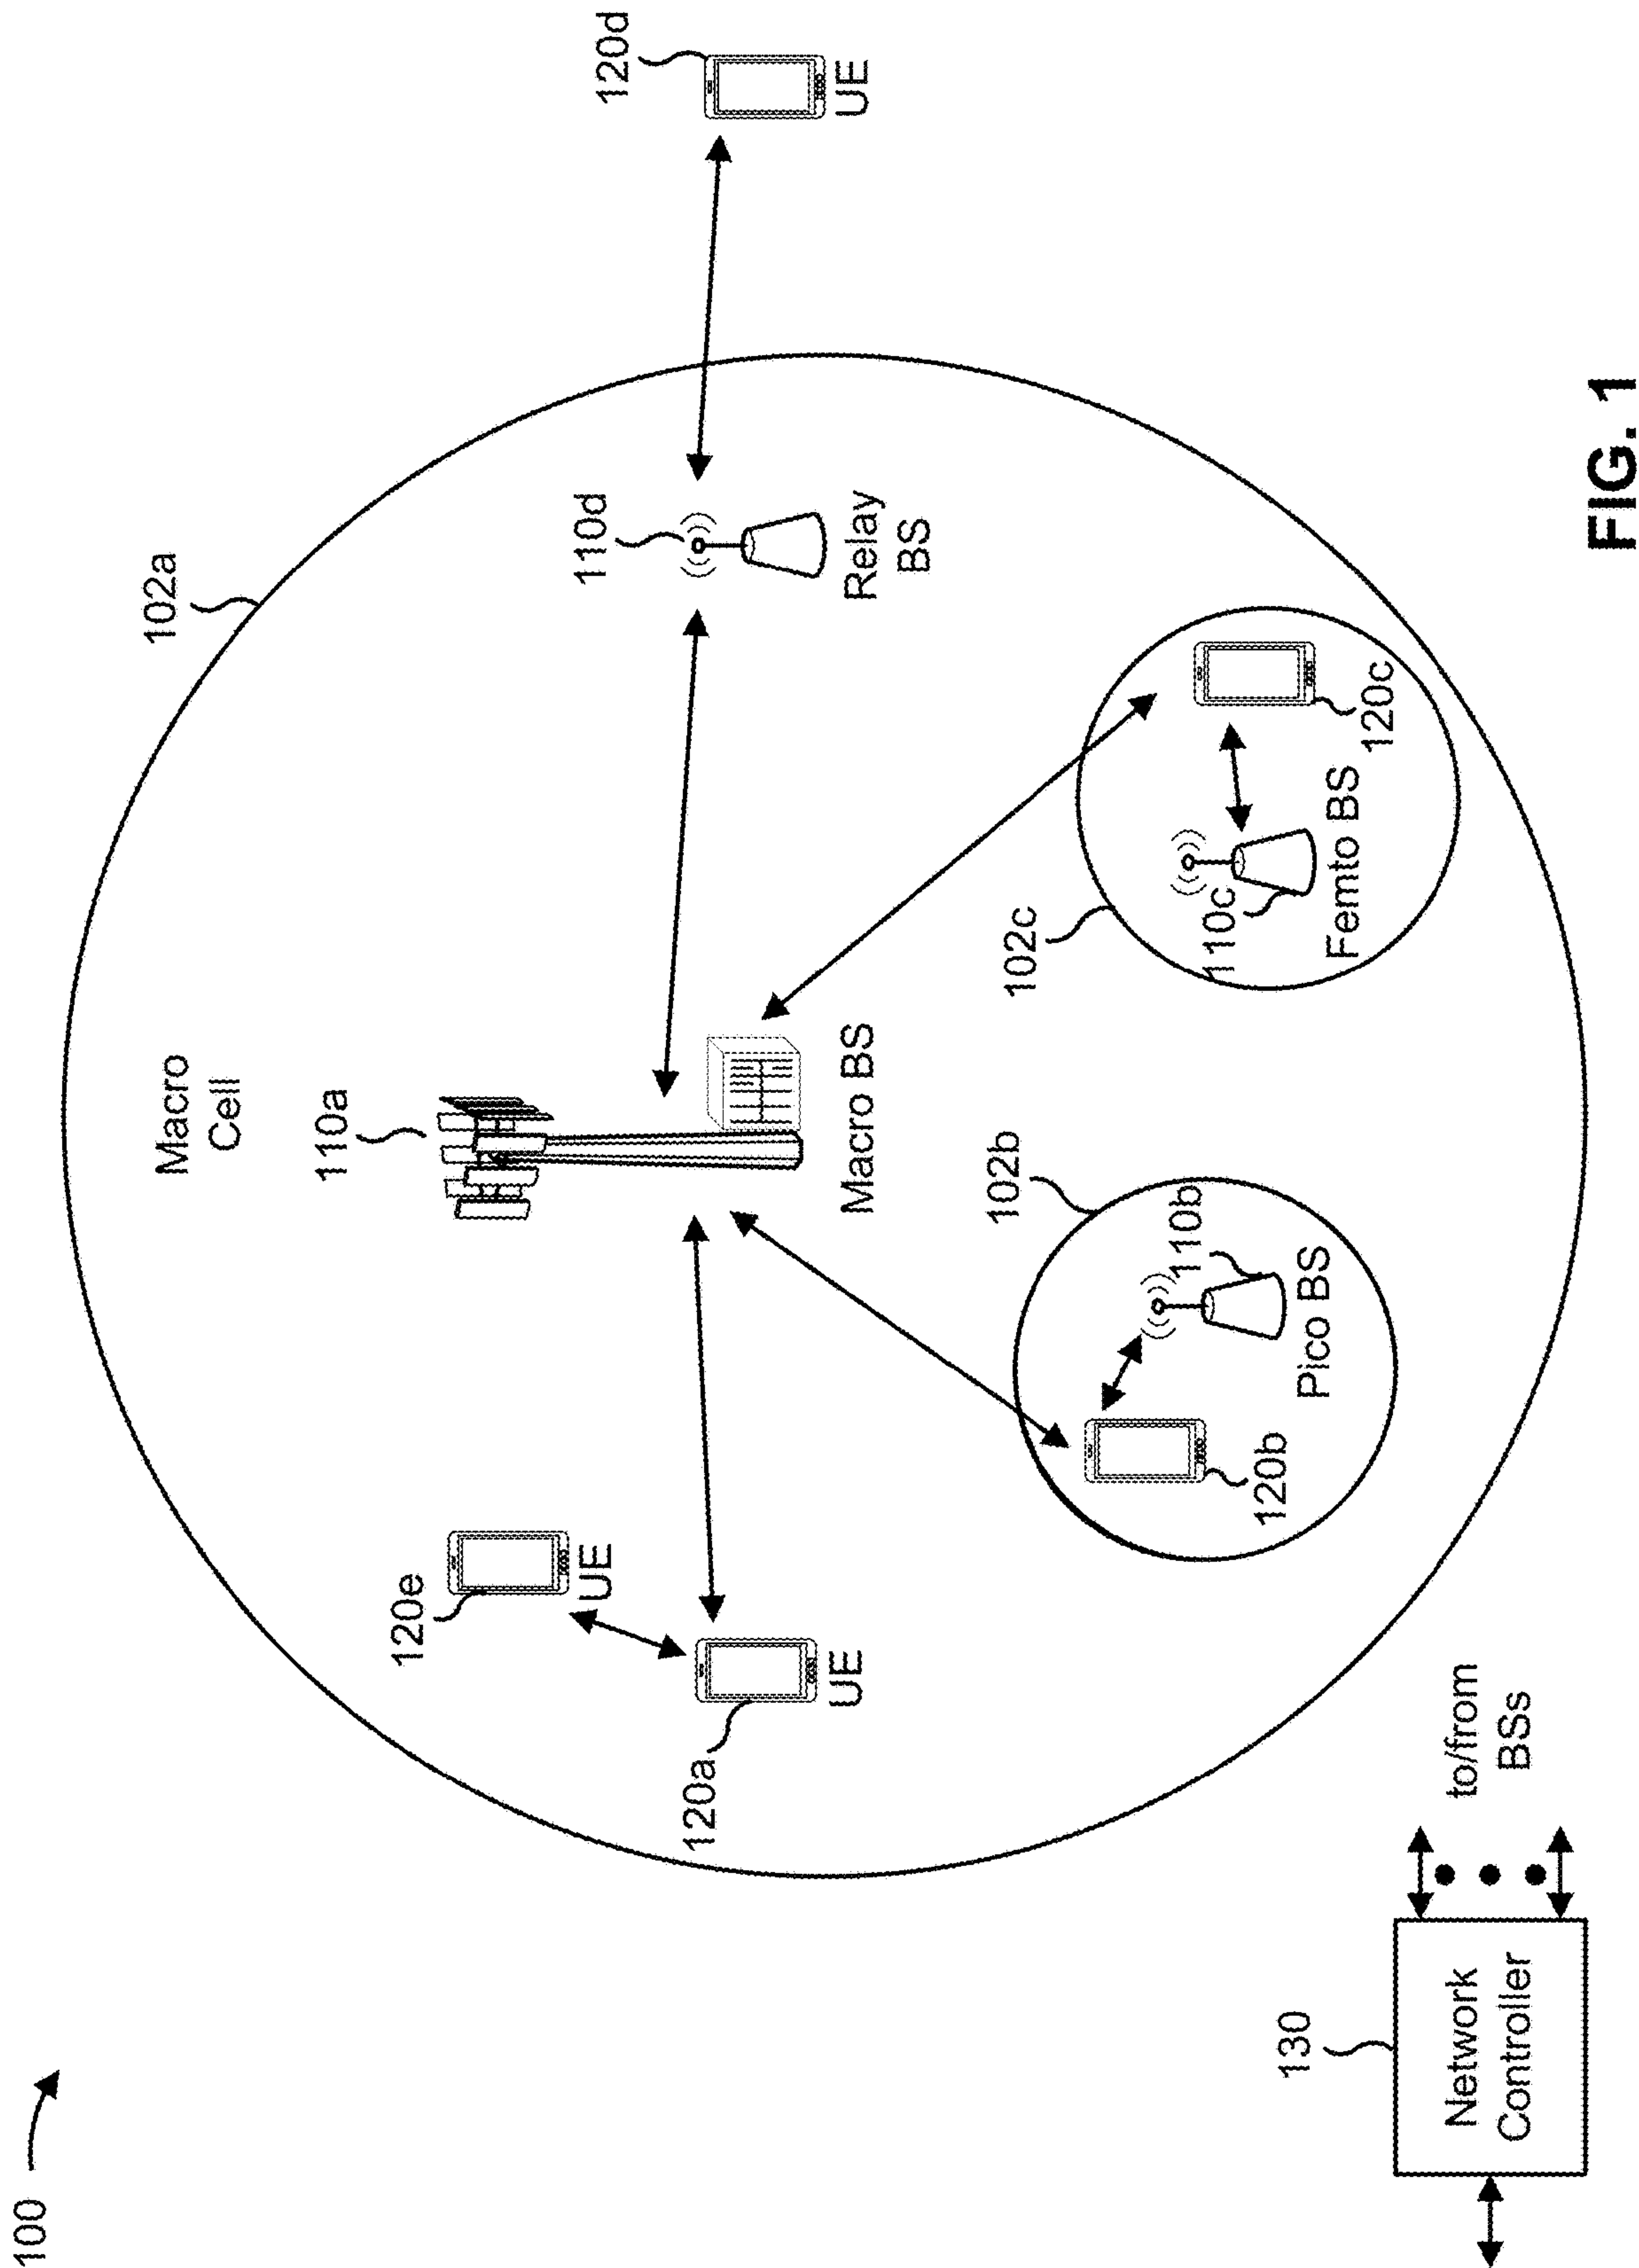 100
102a
Macro
Cell
110a
120d
UE
110d
Relay
BS
120e
UE
120a
UE
Macro BS
102b
110b
Pico BS
120b
102c
110c
Femto BS
120c
130
Network
Controller
to/from
BSs
FIG. 1